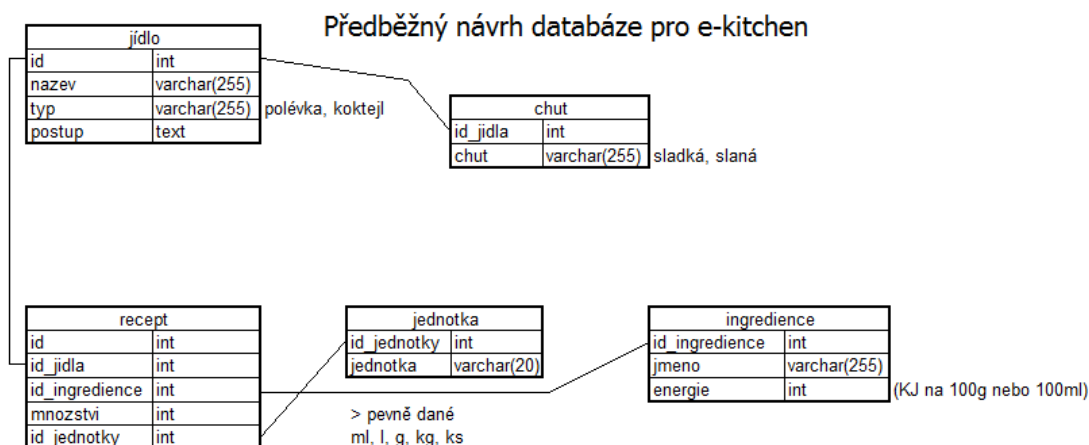 Předběžný návrh databáze pro e-kitchen
jídlo
id int
nazev varchar(255)
typ varchar(255) polévka, koktejl
postup text
chut
id_jidla int
chut varchar(255) sladká, slaná
recept
id int
id_jidla int
id_ingredience int
mnozstvi int
id_jednotky int
jednotka
id_jednotky int
jednotka varchar(20)
> pevně dané
ml, l, g, kg, ks
ingredience
id_ingredience int
jmeno varchar(255)
energie int (KJ na 100g nebo 100ml)